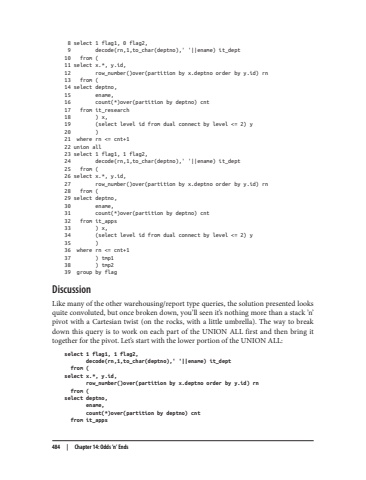 8 select 1 flag1, 0 flag2,
9 decode(rn,1,to_char(deptno),' '||ename) it_dept
10 from (
11 select x.*, y.id,
12 row_number()over(partition by x.deptno order by y.id) rn
13 from (
14 select deptno,
15 ename,
16 count(*)over(partition by deptno) cnt
17 from it_research
18 ) x,
19 (select level id from dual connect by level <= 2) y
20 )
21 where rn <= cnt+1
22 union all
23 select 1 flag1, 1 flag2,
24 decode(rn,1,to_char(deptno),' '||ename) it_dept
25 from (
26 select x.*, y.id,
27 row_number()over(partition by x.deptno order by y.id) rn
28 from (
29 select deptno,
30 ename,
31 count(*)over(partition by deptno) cnt
32 from it_apps
33 ) x,
34 (select level id from dual connect by level <= 2) y
35 )
36 where rn <= cnt+1
37 ) tmp1
38 ) tmp2
39 group by flag
Discussion
Like many of the other warehousing/report type queries, the solution presented looks
quite convoluted, but once broken down, you'll seen it's nothing more than a stack 'n'
pivot with a Cartesian twist (on the rocks, with a little umbrella). The way to break
down this query is to work on each part of the UNION ALL first and then bring it
together for the pivot. Let's start with the lower portion of the UNION ALL:
select 1 flag1, 1 flag2,
decode(rn,1,to_char(deptno),' '||ename) it_dept
from (
select x.*, y.id,
row_number()over(partition by x.deptno order by y.id) rn
from (
select deptno,
ename,
count(*)over(partition by deptno) cnt
from it_apps
484 | Chapter 14: Odds 'n' Ends